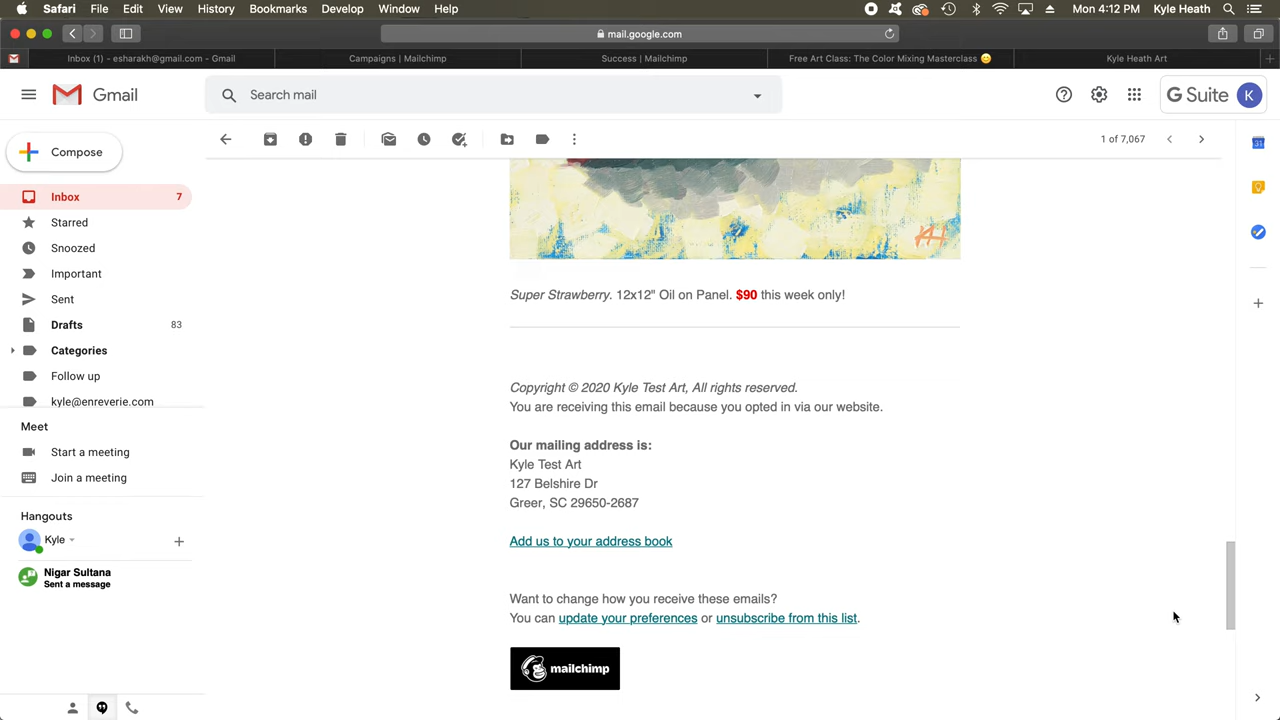 Safari File Edit View History Bookmarks Develop Window Help
Mon 4:12 PM Kyle Heath
mail.google.com
Inbox (1) - esharakh@gmail.com - Gmail
Campaigns | Mailchimp
Success | Mailchimp
Free Art Class: The Color Mixing Masterclass 😊
Kyle Heath Art
Gmail
Search mail
G Suite
K
Compose
1 of 7,067
Inbox 7
Starred
Snoozed
Important
Sent
Drafts 83
Categories
Follow up
kyle@enreverie.com
Meet
Start a meeting
Join a meeting
Hangouts
Kyle
Nigar Sultana
Sent a message
KH
Super Strawberry. 12x12" Oil on Panel. $90 this week only!
Copyright © 2020 Kyle Test Art, All rights reserved.
You are receiving this email because you opted in via our website.
Our mailing address is:
Kyle Test Art
127 Belshire Dr
Greer, SC 29650-2687
Add us to your address book
Want to change how you receive these emails?
You can update your preferences or unsubscribe from this list.
mailchimp